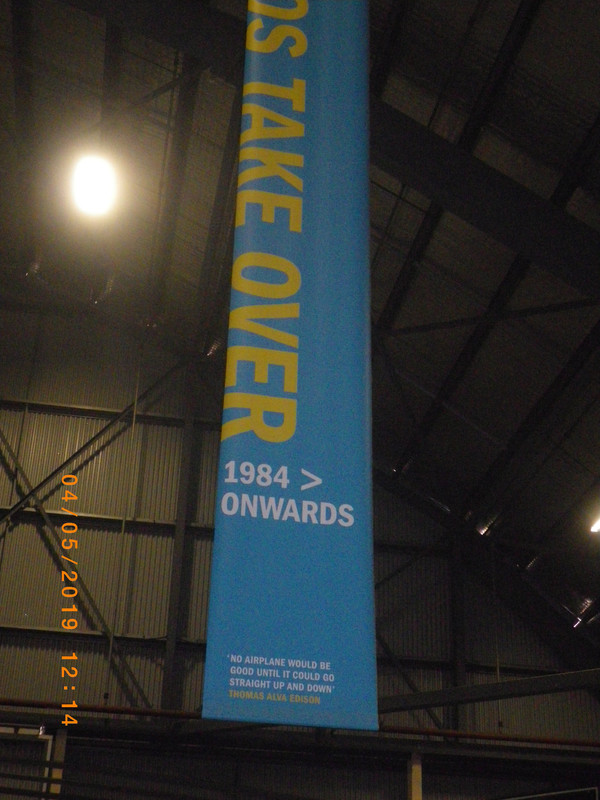 OS TAKE OVER
1984 >
ONWARDS
'NO AIRPLANE WOULD BE
GOOD UNTIL IT COULD GO
STRAIGHT UP AND DOWN'
THOMAS ALVA EDISON
04/05/2019 12:14